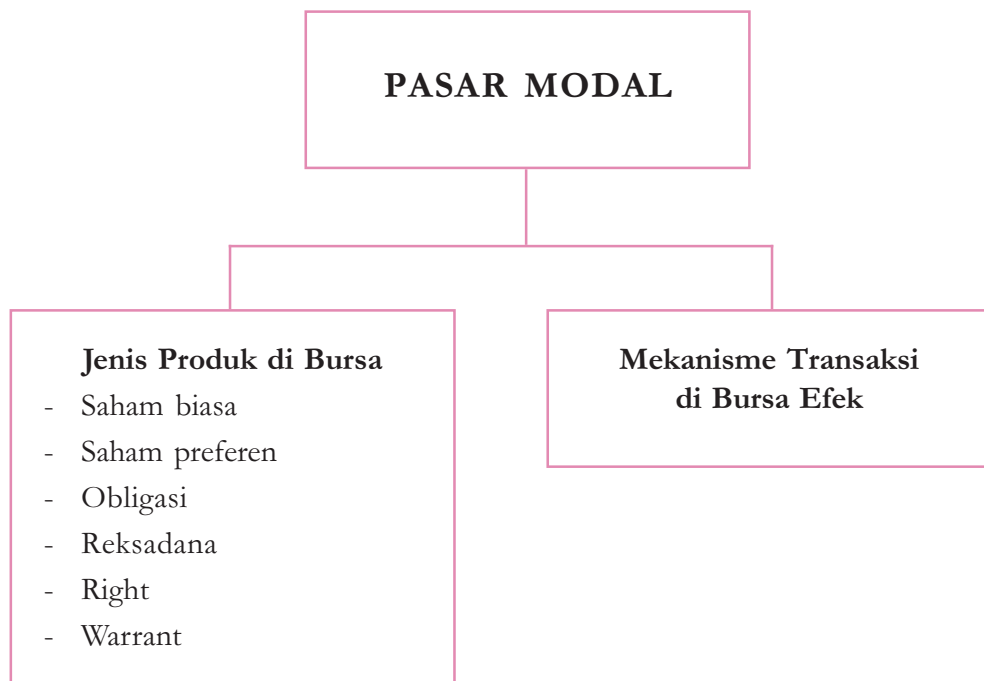 PASAR MODAL
Jenis Produk di Bursa
- Saham biasa
- Saham preferen
- Obligasi
- Reksadana
- Right
- Warrant
Mekanisme Transaksi
di Bursa Efek